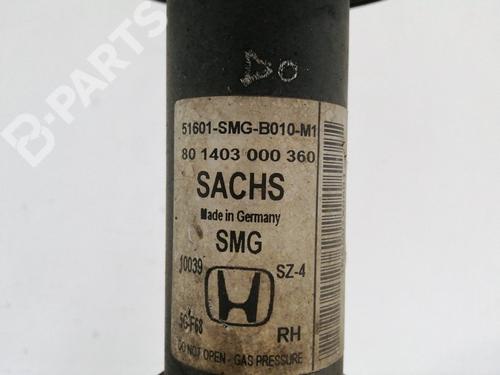 B-PARTS
51601-SMG-B010-M1
80 1403 000 360
SACHS
Made in Germany
SMG
10039
SZ-4
RH
DO NOT OPEN - GAS PRESSURE